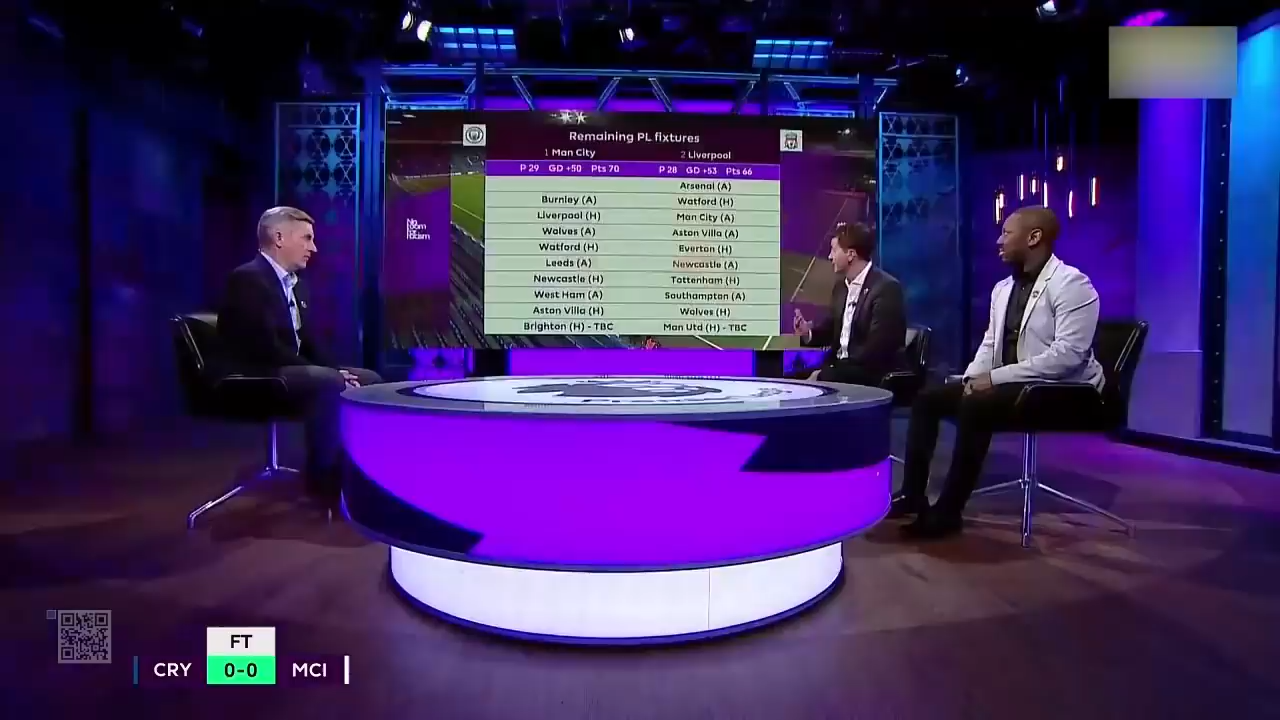 Remaining PL fixtures
1 Man City 2 Liverpool
P 29 GD +50 Pts 70 P 28 GD +53 Pts 66
Arsenal (A)
Burnley (A) Watford (H)
Liverpool (H) Man City (A)
Wolves (A) Aston Villa (A)
Watford (H) Everton (H)
Leeds (A) Newcastle (A)
Newcastle (H) Tottenham (H)
West Ham (A) Southampton (A)
Aston Villa (H) Wolves (H)
Brighton (H) - TBC Man Utd (H) - TBC
No
room
for
racism
FT
CRY 0-0 MCI